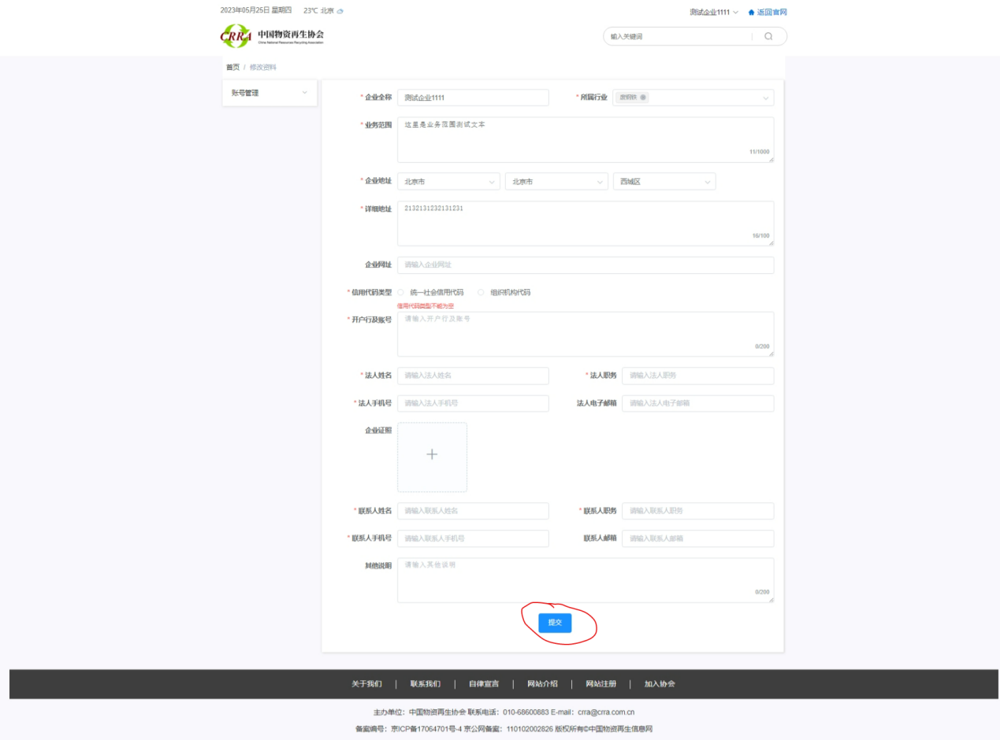 2023年05月25日 星期四 23℃ 北京
测试企业1111 返回官网
CRRA 中国物资再生协会
China National Resources Recycling Association
输入关键词
首页 / 修改资料
账号管理
* 企业全称 测试企业1111 * 所属行业 废钢铁
* 业务范围 这里是业务范围测试文本
11/1000
* 企业地址 北京市 北京市 西城区
* 详细地址 2132131232131231
16/100
企业网址 请输入企业网址
* 信用代码类型 统一社会信用代码 组织机构代码
信用代码类型不能为空
* 开户行及账号 请输入开户行及账号
0/200
* 法人姓名 请输入法人姓名 * 法人职务 请输入法人职务
* 法人手机号 请输入法人手机号 法人电子邮箱 请输入法人电子邮箱
企业证照
* 联系人姓名 请输入联系人姓名 * 联系人职务 请输入联系人职务
* 联系人手机号 请输入联系人手机号 联系人邮箱 请输入联系人邮箱
其他说明 请输入其他说明
0/200
提交
关于我们 | 联系我们 | 自律宣言 | 网站介绍 | 网站注册 | 加入协会
主办单位：中国物资再生协会 联系电话：010-68600883 E-mail：crra@crra.com.cn
备案编号：京ICP备17064701号-4 京公网备案：110102002826 版权所有©中国物资再生信息网